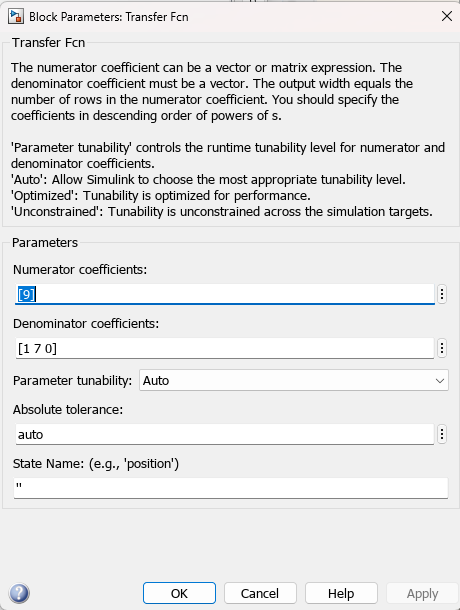 Block Parameters: Transfer Fcn
Transfer Fcn
The numerator coefficient can be a vector or matrix expression. The
denominator coefficient must be a vector. The output width equals the
number of rows in the numerator coefficient. You should specify the
coefficients in descending order of powers of s.
'Parameter tunability' controls the runtime tunability level for numerator and
denominator coefficients.
'Auto': Allow Simulink to choose the most appropriate tunability level.
'Optimized': Tunability is optimized for performance.
'Unconstrained': Tunability is unconstrained across the simulation targets.
Parameters
Numerator coefficients:
[9]
Denominator coefficients:
[1 7 0]
Parameter tunability: Auto
Absolute tolerance:
auto
State Name: (e.g., 'position')
''
OK Cancel Help Apply